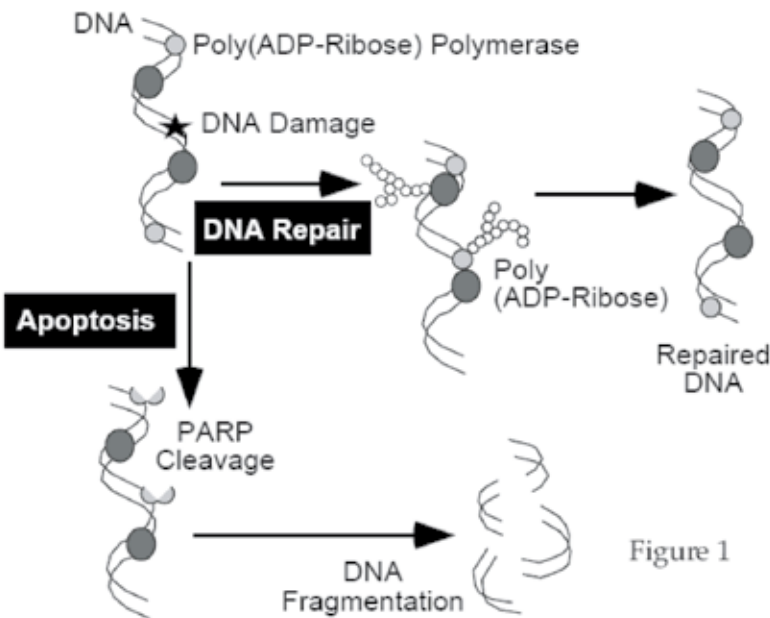 DNA
Poly(ADP-Ribose) Polymerase
DNA Damage
DNA Repair
Poly
(ADP-Ribose)
Repaired
DNA
Apoptosis
PARP
Cleavage
DNA
Fragmentation
Figure 1